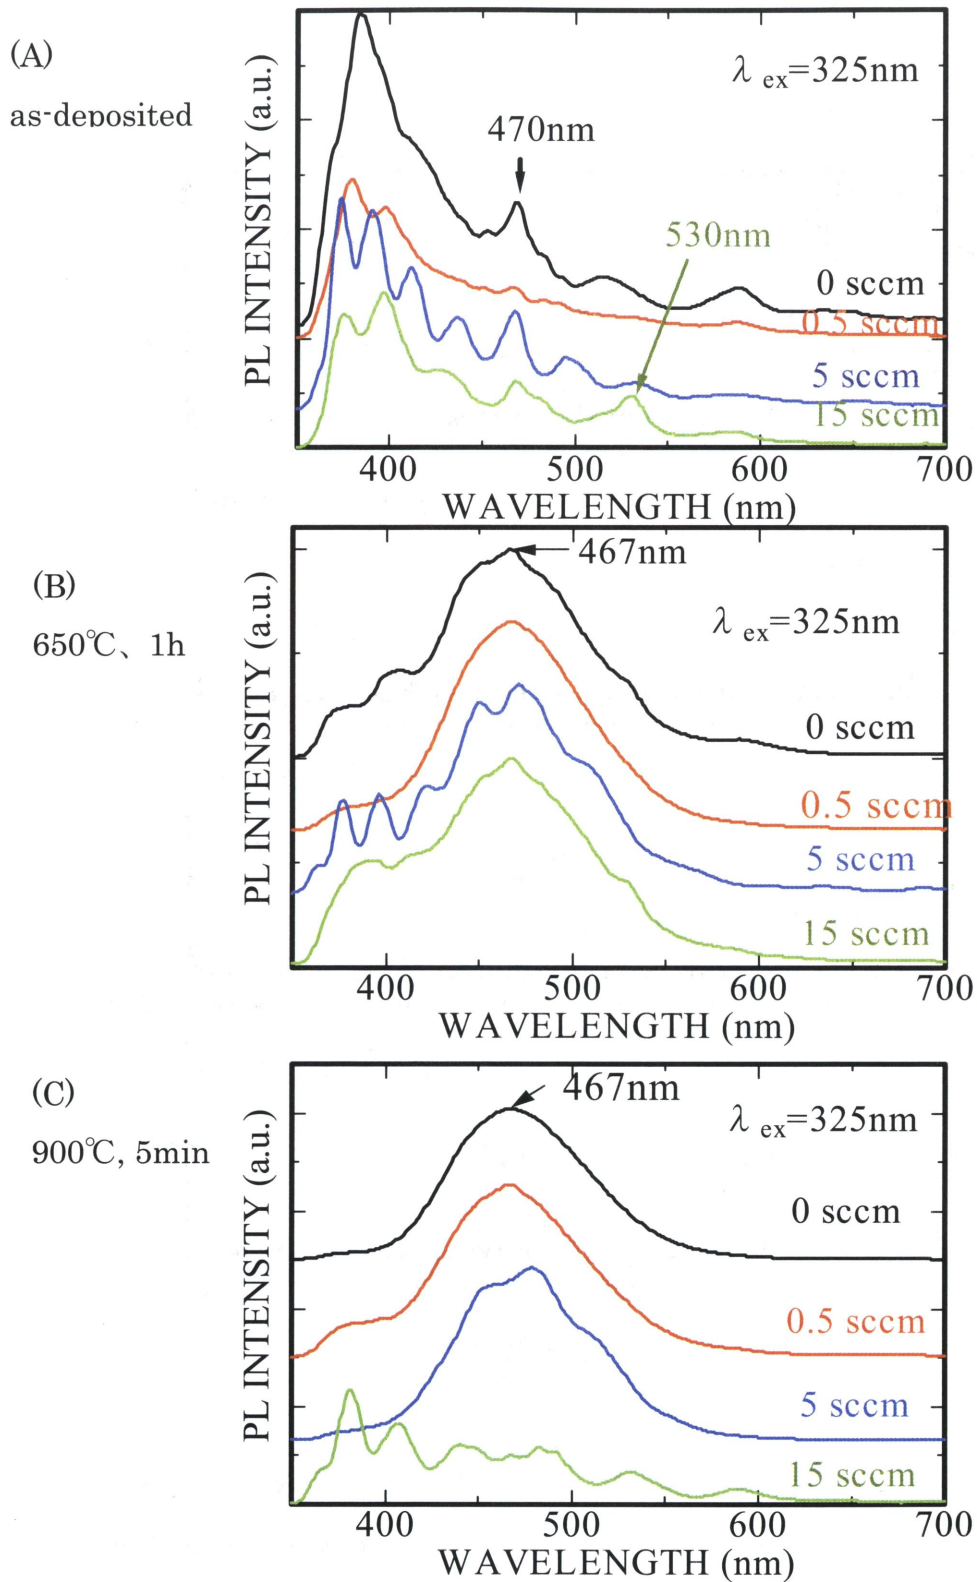 (A)
as-deposited
PL INTENSITY (a.u.)
λ ex=325nm
470nm
530nm
0 sccm
0.5 sccm
5 sccm
15 sccm
400 500 600 700
WAVELENGTH (nm)
(B)
650℃、1h
PL INTENSITY (a.u.)
467nm
λ ex=325nm
0 sccm
0.5 sccm
5 sccm
15 sccm
400 500 600 700
WAVELENGTH (nm)
(C)
900℃, 5min
PL INTENSITY (a.u.)
467nm
λ ex=325nm
0 sccm
0.5 sccm
5 sccm
15 sccm
400 500 600 700
WAVELENGTH (nm)